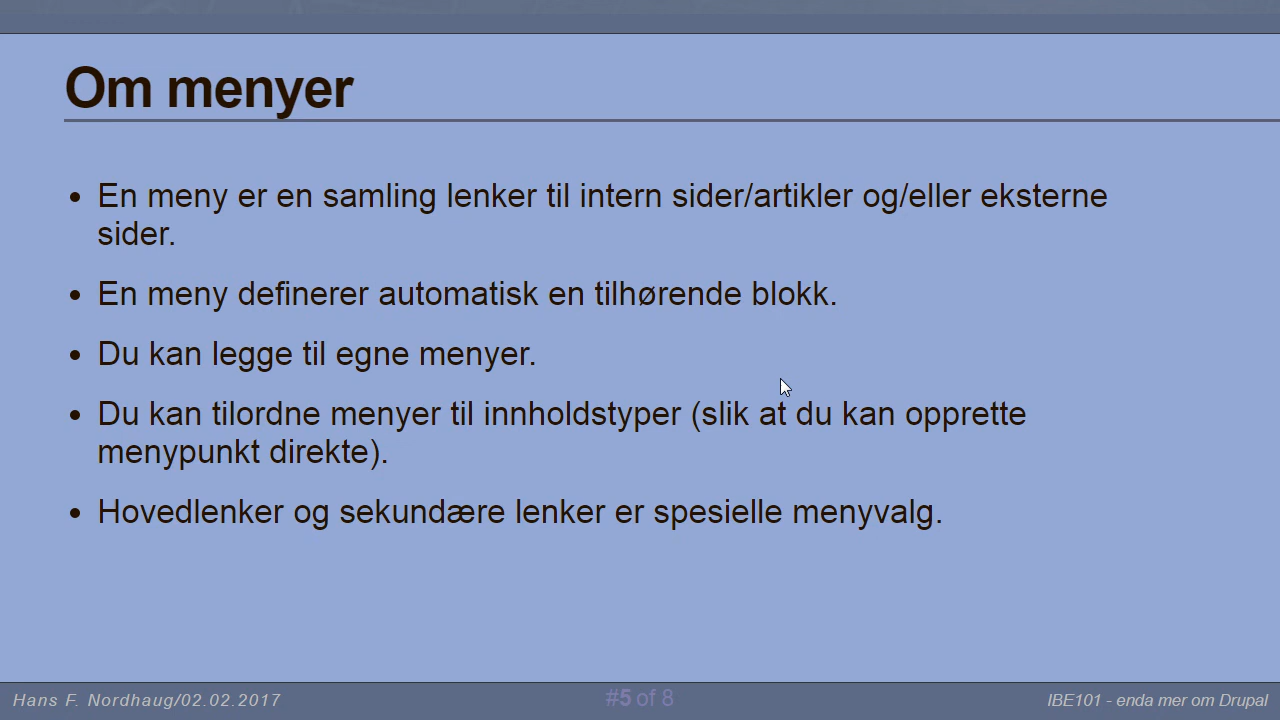 Om menyer
• En meny er en samling lenker til intern sider/artikler og/eller eksterne
sider.
• En meny definerer automatisk en tilhørende blokk.
• Du kan legge til egne menyer.
• Du kan tilordne menyer til innholdstyper (slik at du kan opprette
menypunkt direkte).
• Hovedlenker og sekundære lenker er spesielle menyvalg.
Hans F. Nordhaug/02.02.2017
#5 of 8
IBE101 - enda mer om Drupal